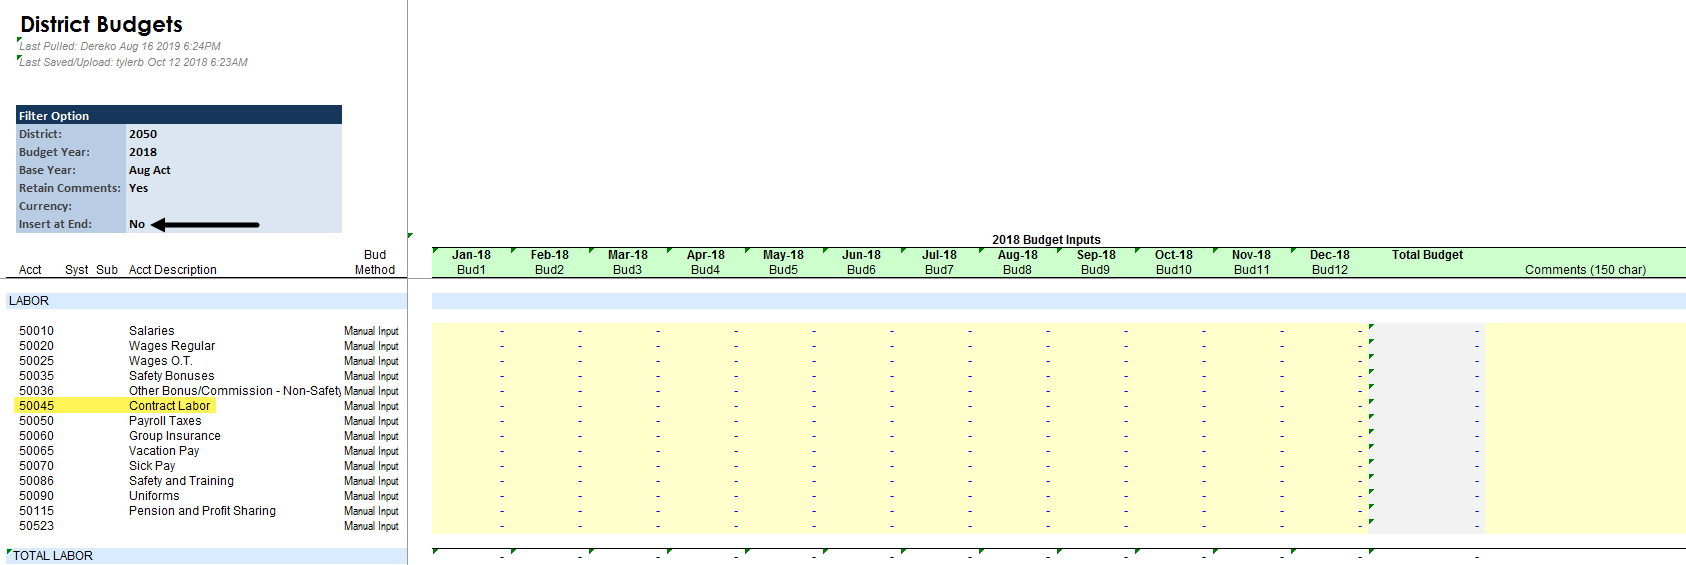 District Budgets
Last Pulled: Dereko Aug 16 2019 6:24PM
Last Saved/Upload: tylerb Oct 12 2018 6:23AM
Filter Option
District: 2050
Budget Year: 2018
Base Year: Aug Act
Retain Comments: Yes
Currency:
Insert at End: No
2018 Budget Inputs
Bud Jan-18 Feb-18 Mar-18 Apr-18 May-18 Jun-18 Jul-18 Aug-18 Sep-18 Oct-18 Nov-18 Dec-18 Total Budget
Acct Syst Sub Acct Description Method Bud1 Bud2 Bud3 Bud4 Bud5 Bud6 Bud7 Bud8 Bud9 Bud10 Bud11 Bud12 Comments (150 char)
LABOR
50010 Salaries Manual Input - - - - - - - - - - - - -
50020 Wages Regular Manual Input - - - - - - - - - - - - -
50025 Wages O.T. Manual Input - - - - - - - - - - - - -
50035 Safety Bonuses Manual Input - - - - - - - - - - - - -
50036 Other Bonus/Commission - Non-Safety Manual Input - - - - - - - - - - - - -
50045 Contract Labor Manual Input - - - - - - - - - - - - -
50050 Payroll Taxes Manual Input - - - - - - - - - - - - -
50060 Group Insurance Manual Input - - - - - - - - - - - - -
50065 Vacation Pay Manual Input - - - - - - - - - - - - -
50070 Sick Pay Manual Input - - - - - - - - - - - - -
50086 Safety and Training Manual Input - - - - - - - - - - - - -
50090 Uniforms Manual Input - - - - - - - - - - - - -
50115 Pension and Profit Sharing Manual Input - - - - - - - - - - - - -
50523 Manual Input - - - - - - - - - - - - -
TOTAL LABOR - - - - - - - - - - - - -